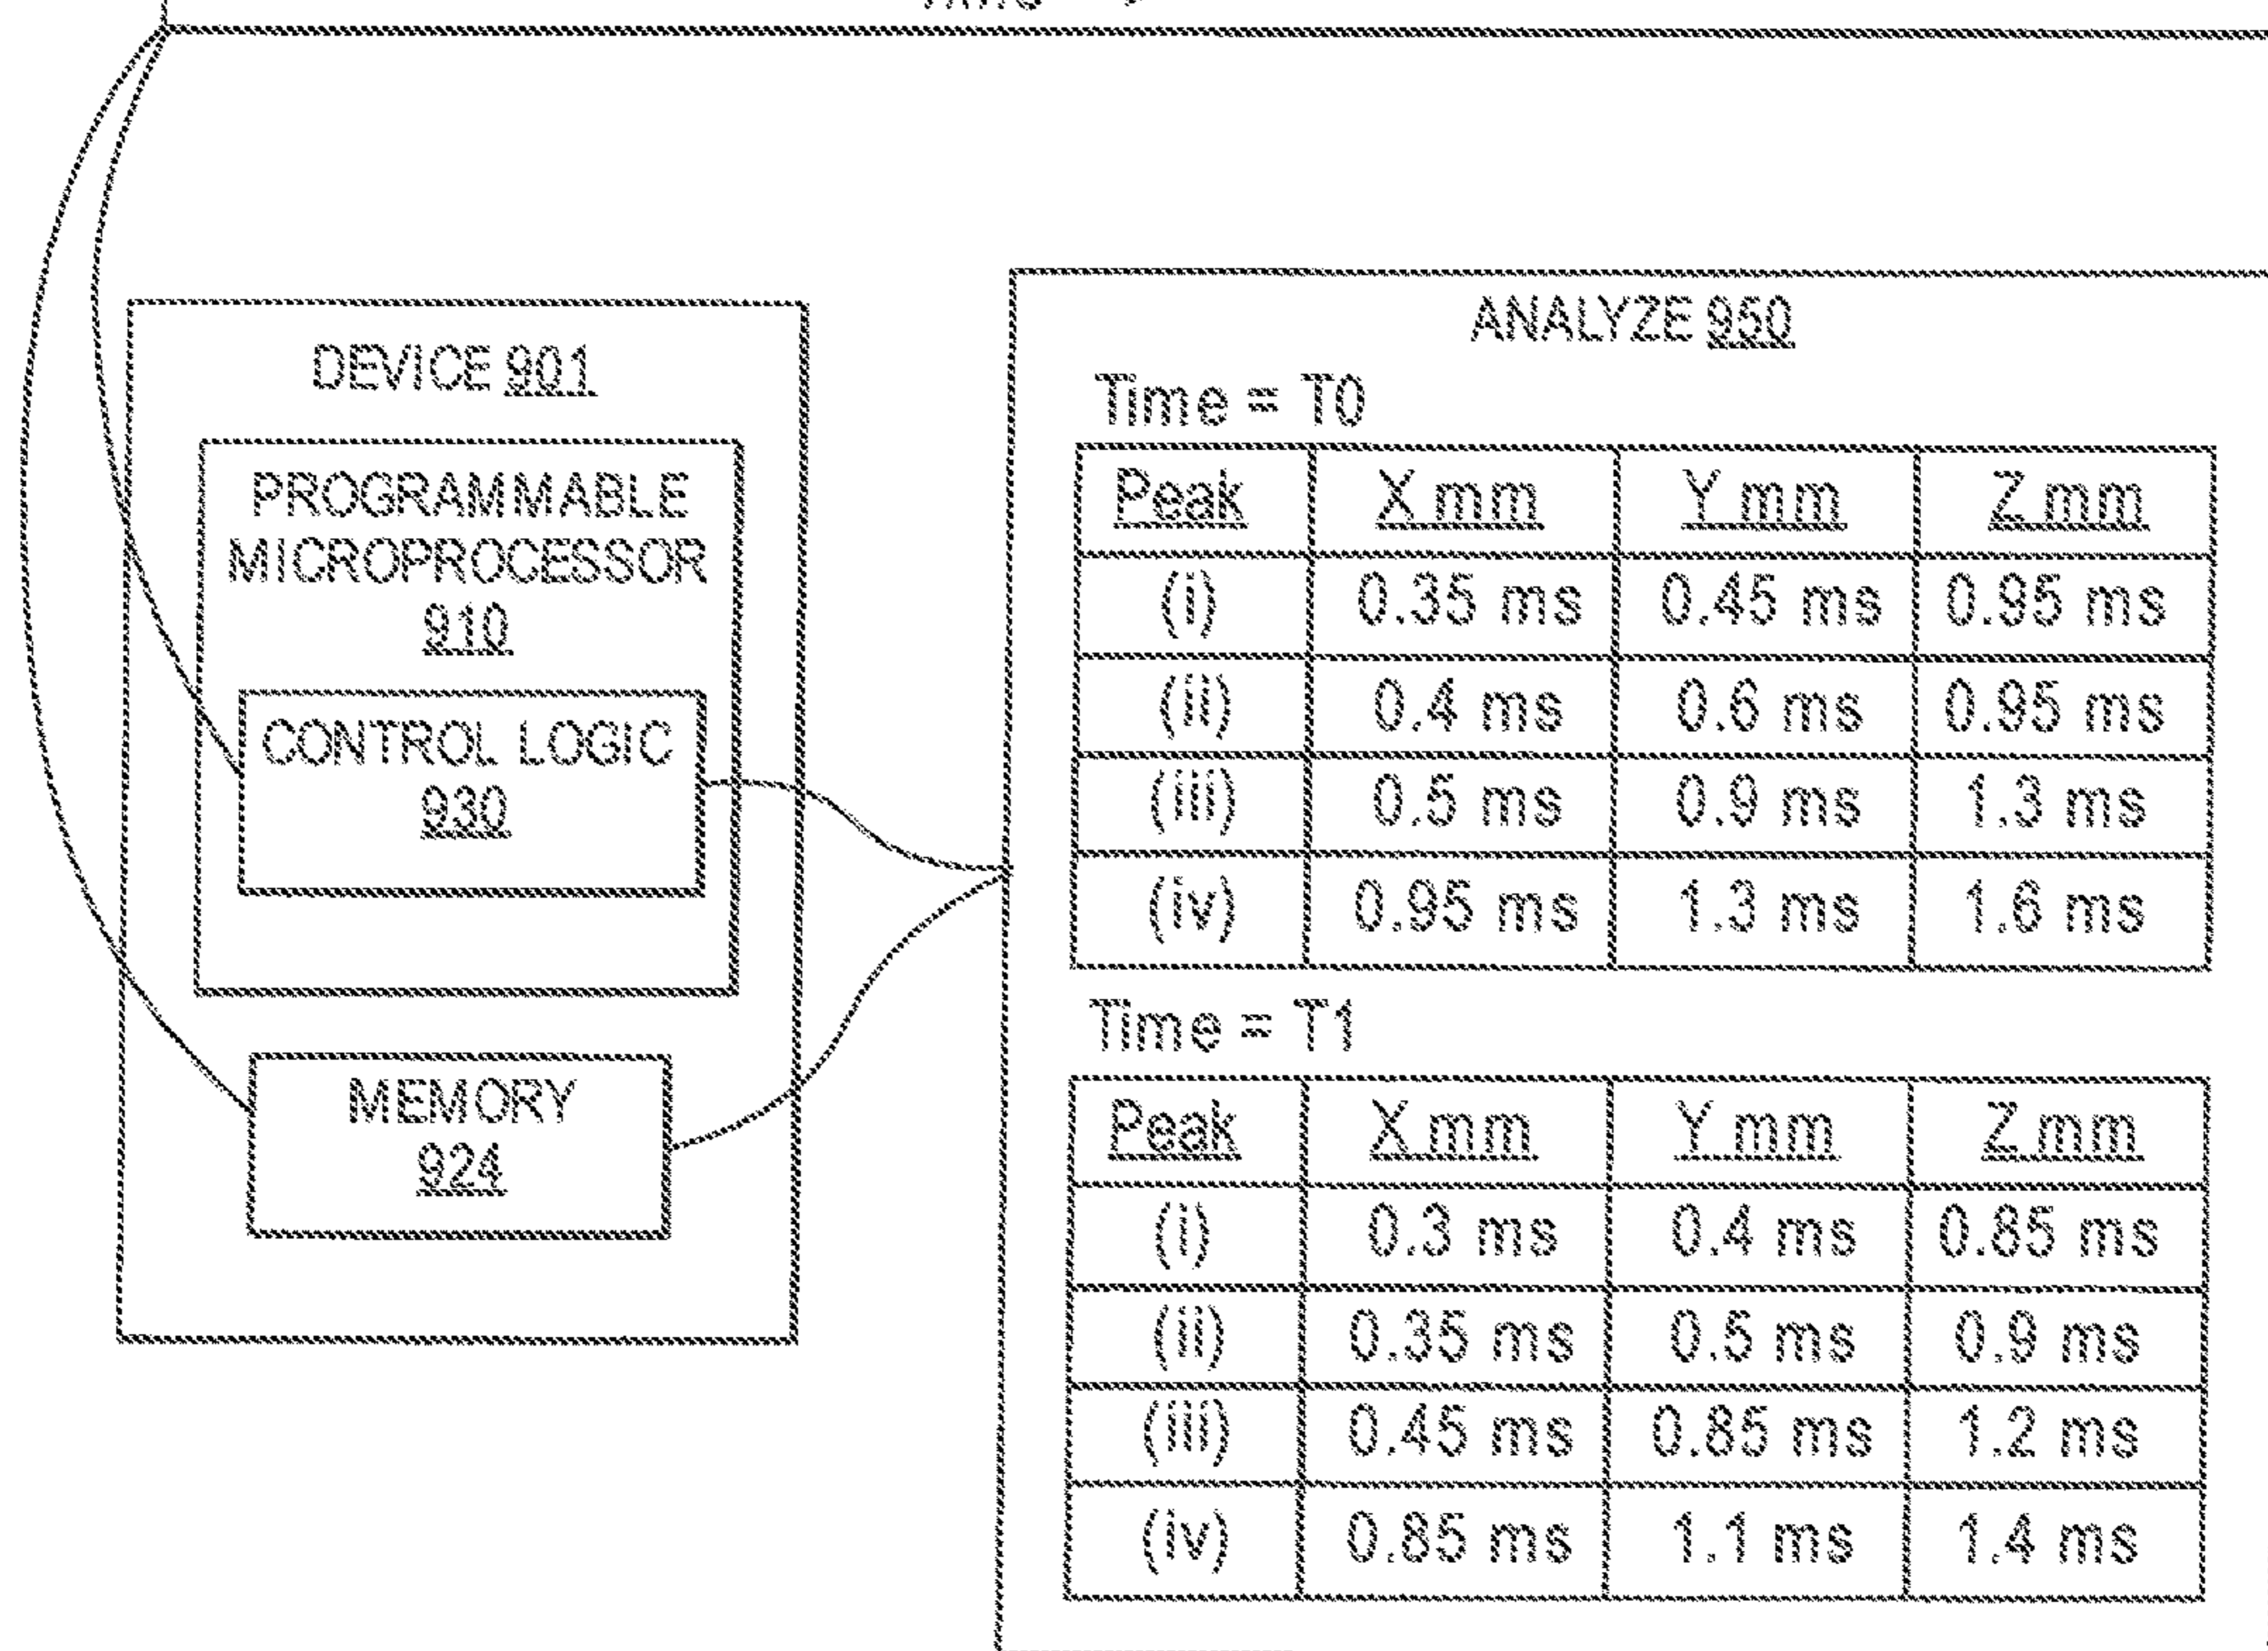 DEVICE 901
PROGRAMMABLE
MICROPROCESSOR
910
CONTROL LOGIC
930
MEMORY
924
ANALYZE 950
Time = T0
Peak X mm Y mm Z mm
(i) 0.35 ms 0.45 ms 0.95 ms
(ii) 0.4 ms 0.6 ms 0.95 ms
(iii) 0.5 ms 0.9 ms 1.3 ms
(iv) 0.95 ms 1.3 ms 1.6 ms
Time = T1
Peak X mm Y mm Z mm
(i) 0.3 ms 0.4 ms 0.85 ms
(ii) 0.35 ms 0.5 ms 0.9 ms
(iii) 0.45 ms 0.85 ms 1.2 ms
(iv) 0.85 ms 1.1 ms 1.4 ms